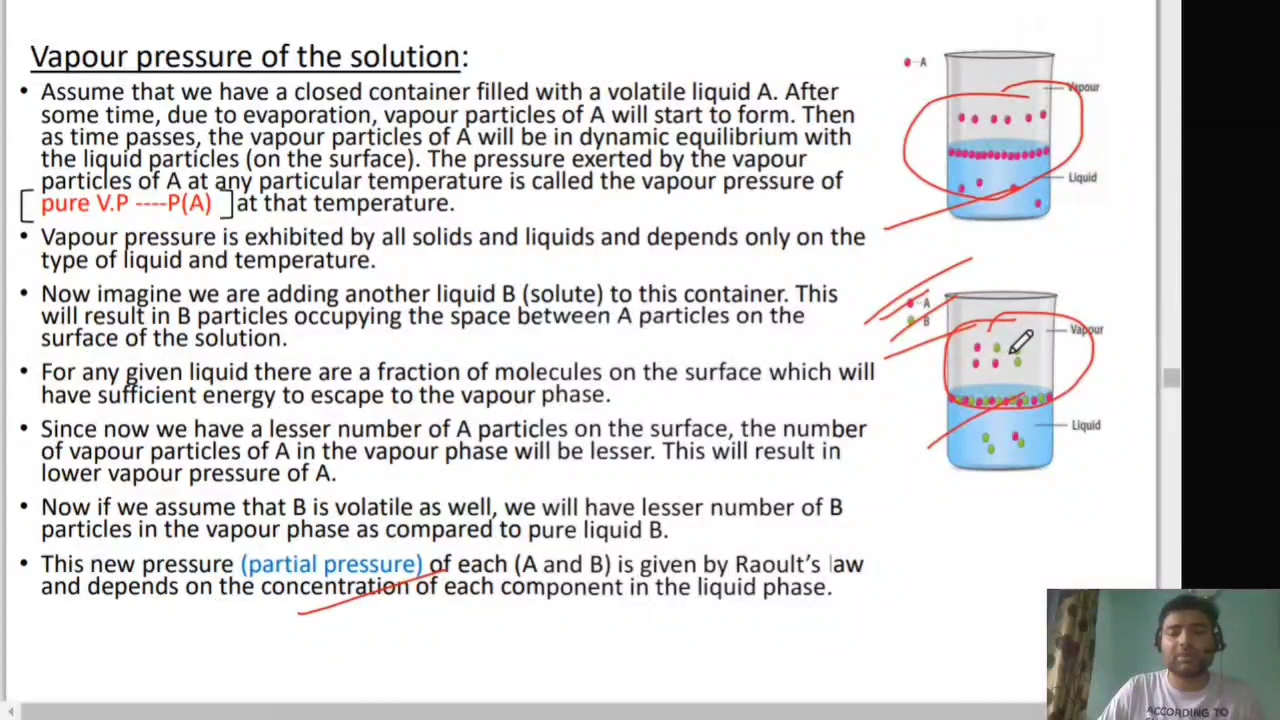 Vapour pressure of the solution:
• Assume that we have a closed container filled with a volatile liquid A. After
some time, due to evaporation, vapour particles of A will start to form. Then
as time passes, the vapour particles of A will be in dynamic equilibrium with
the liquid particles (on the surface). The pressure exerted by the vapour
particles of A at any particular temperature is called the vapour pressure of
[pure V.P ----P(A) ] at that temperature.
• Vapour pressure is exhibited by all solids and liquids and depends only on the
type of liquid and temperature.
• Now imagine we are adding another liquid B (solute) to this container. This
will result in B particles occupying the space between A particles on the
surface of the solution.
• For any given liquid there are a fraction of molecules on the surface which will
have sufficient energy to escape to the vapour phase.
• Since now we have a lesser number of A particles on the surface, the number
of vapour particles of A in the vapour phase will be lesser. This will result in
lower vapour pressure of A.
• Now if we assume that B is volatile as well, we will have lesser number of B
particles in the vapour phase as compared to pure liquid B.
• This new pressure (partial pressure) of each (A and B) is given by Raoult's law
and depends on the concentration of each component in the liquid phase.
A
Vapour
Liquid
A
B
Vapour
Liquid
ACCORDING TO